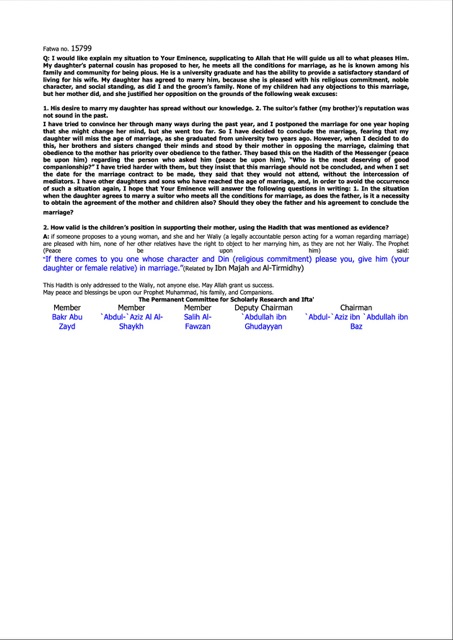 Fatwa no. 15799
Q: I would like explain my situation to Your Eminence, supplicating to Allah that He will guide us all to what pleases Him.
My daughter's paternal cousin has proposed to her, he meets all the conditions for marriage, as he is known among his
family and community for being pious. He is a university graduate and has the ability to provide a satisfactory standard of
living for his wife. My daughter has agreed to marry him, because she is pleased with his religious commitment, noble
character, and social standing, as did I and the groom's family. None of my children had any objections to this marriage,
but her mother did, and she justified her opposition on the grounds of the following weak excuses:
1. His desire to marry my daughter has spread without our knowledge. 2. The suitor's father (my brother)'s reputation was
not sound in the past.
I have tried to convince her through many ways during the past year, and I postponed the marriage for one year hoping
that she might change her mind, but she went too far. So I have decided to conclude the marriage, fearing that my
daughter will miss the age of marriage, as she graduated from university two years ago. However, when I decided to do
this, her brothers and sisters changed their minds and stood by their mother in opposing the marriage, claiming that
obedience to the mother has priority over obedience to the father. They based this on the Hadith of the Messenger (peace
be upon him) regarding the person who asked him (peace be upon him), "Who is the most deserving of good
companionship?" I have tried harder with them, but they insist that this marriage should not be concluded, and when I set
the date for the marriage contract to be made, they said that they would not attend, without the intercession of
mediators. I have other daughters and sons who have reached the age of marriage, and, in order to avoid the occurrence
of such a situation again, I hope that Your Eminence will answer the following questions in writing: 1. In the situation
when the daughter agrees to marry a suitor who meets all the conditions for marriage, as does the father, is it a necessity
to obtain the agreement of the mother and children also? Should they obey the father and his agreement to conclude the
marriage?
2. How valid is the children's position in supporting their mother, using the Hadith that was mentioned as evidence?
A: if someone proposes to a young woman, and she and her Waliy (a legally accountable person acting for a woman regarding marriage)
are pleased with him, none of her other relatives have the right to object to her marrying him, as they are not her Waliy. The Prophet
(Peace be upon him) said:
"If there comes to you one whose character and Din (religious commitment) please you, give him (your
daughter or female relative) in marriage."(Related by Ibn Majah and Al-Tirmidhy)
This Hadith is only addressed to the Waliy, not anyone else. May Allah grant us success.
May peace and blessings be upon our Prophet Muhammad, his family, and Companions.
The Permanent Committee for Scholarly Research and Ifta'
Member Member Member Deputy Chairman Chairman
Bakr Abu `Abdul-`Aziz Al Al- Salih Al- `Abdullah ibn `Abdul-`Aziz ibn `Abdullah ibn
Zayd Shaykh Fawzan Ghudayyan Baz